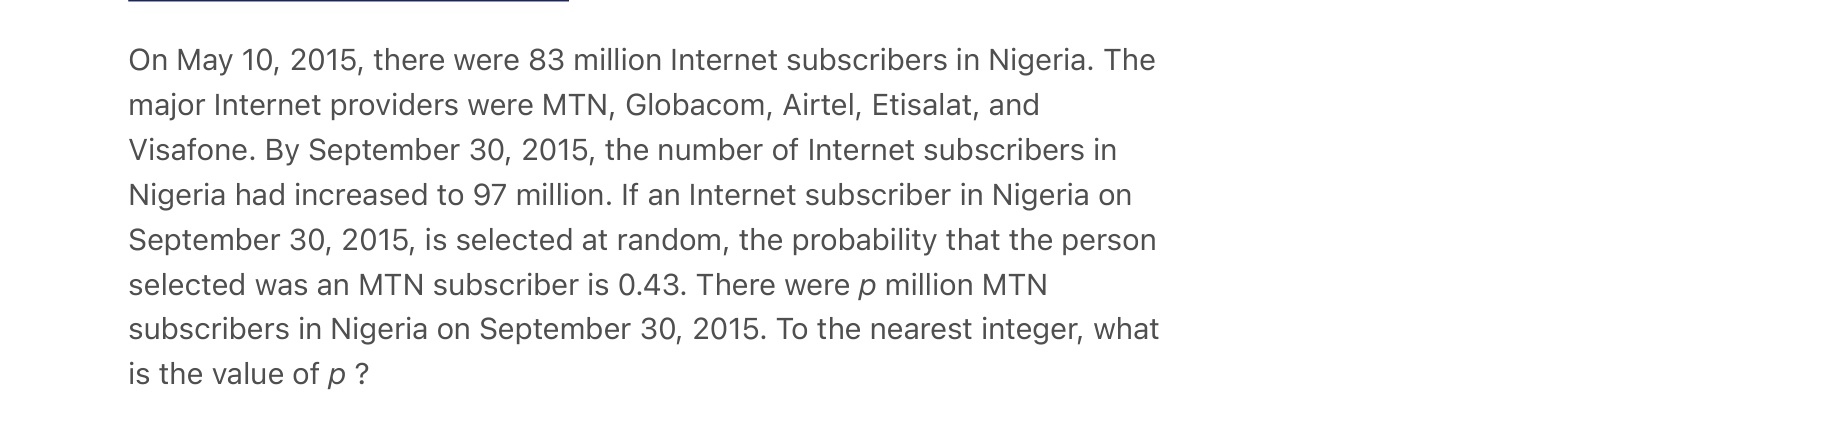 On May 10, 2015, there were 83 million Internet subscribers in Nigeria. The
major Internet providers were MTN, Globacom, Airtel, Etisalat, and
Visafone. By September 30, 2015, the number of Internet subscribers in
Nigeria had increased to 97 million. If an Internet subscriber in Nigeria on
September 30, 2015, is selected at random, the probability that the person
selected was an MTN subscriber is 0.43. There were p million MTN
subscribers in Nigeria on September 30, 2015. To the nearest integer, what
is the value of p ?